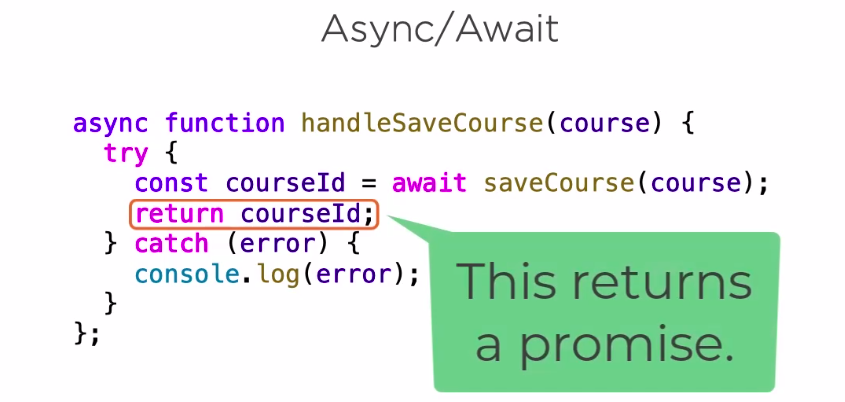 Async/Await
async function handleSaveCourse(course) {
  try {
    const courseId = await saveCourse(course);
    return courseId;
  } catch (error) {
    console.log(error);
  }
};
This returns
a promise.